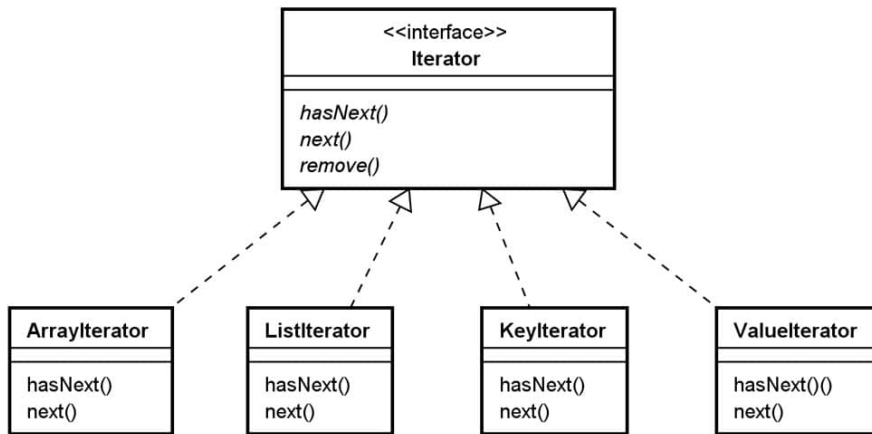 <<interface>>
Iterator
hasNext()
next()
remove()
ArrayIterator
hasNext()
next()
ListIterator
hasNext()
next()
KeyIterator
hasNext()
next()
ValueIterator
hasNext()()
next()